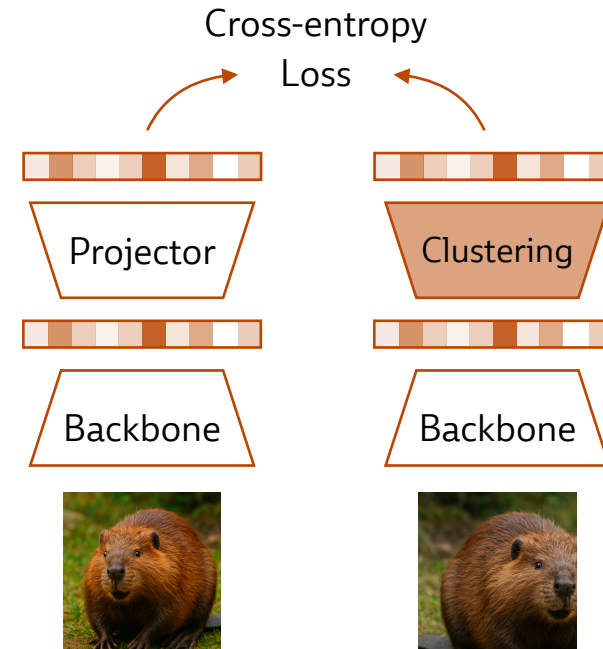 Cross-entropy
Loss
Projector
Clustering
Backbone
Backbone